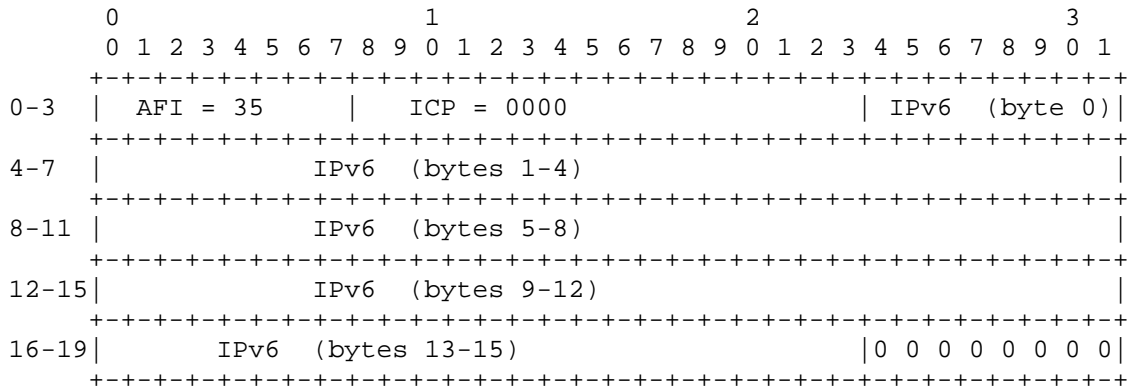 0                   1                   2                   3
0 1 2 3 4 5 6 7 8 9 0 1 2 3 4 5 6 7 8 9 0 1 2 3 4 5 6 7 8 9 0 1
+-+-+-+-+-+-+-+-+-+-+-+-+-+-+-+-+-+-+-+-+-+-+-+-+-+-+-+-+-+-+-+-+
0-3  |  AFI = 35     |   ICP = 0000                  | IPv6  (byte 0)|
+-+-+-+-+-+-+-+-+-+-+-+-+-+-+-+-+-+-+-+-+-+-+-+-+-+-+-+-+-+-+-+-+
4-7  |             IPv6  (bytes 1-4)                                 |
+-+-+-+-+-+-+-+-+-+-+-+-+-+-+-+-+-+-+-+-+-+-+-+-+-+-+-+-+-+-+-+-+
8-11 |             IPv6  (bytes 5-8)                                 |
+-+-+-+-+-+-+-+-+-+-+-+-+-+-+-+-+-+-+-+-+-+-+-+-+-+-+-+-+-+-+-+-+
12-15|             IPv6  (bytes 9-12)                                |
+-+-+-+-+-+-+-+-+-+-+-+-+-+-+-+-+-+-+-+-+-+-+-+-+-+-+-+-+-+-+-+-+
16-19|       IPv6  (bytes 13-15)                     |0 0 0 0 0 0 0 0|
+-+-+-+-+-+-+-+-+-+-+-+-+-+-+-+-+-+-+-+-+-+-+-+-+-+-+-+-+-+-+-+-+